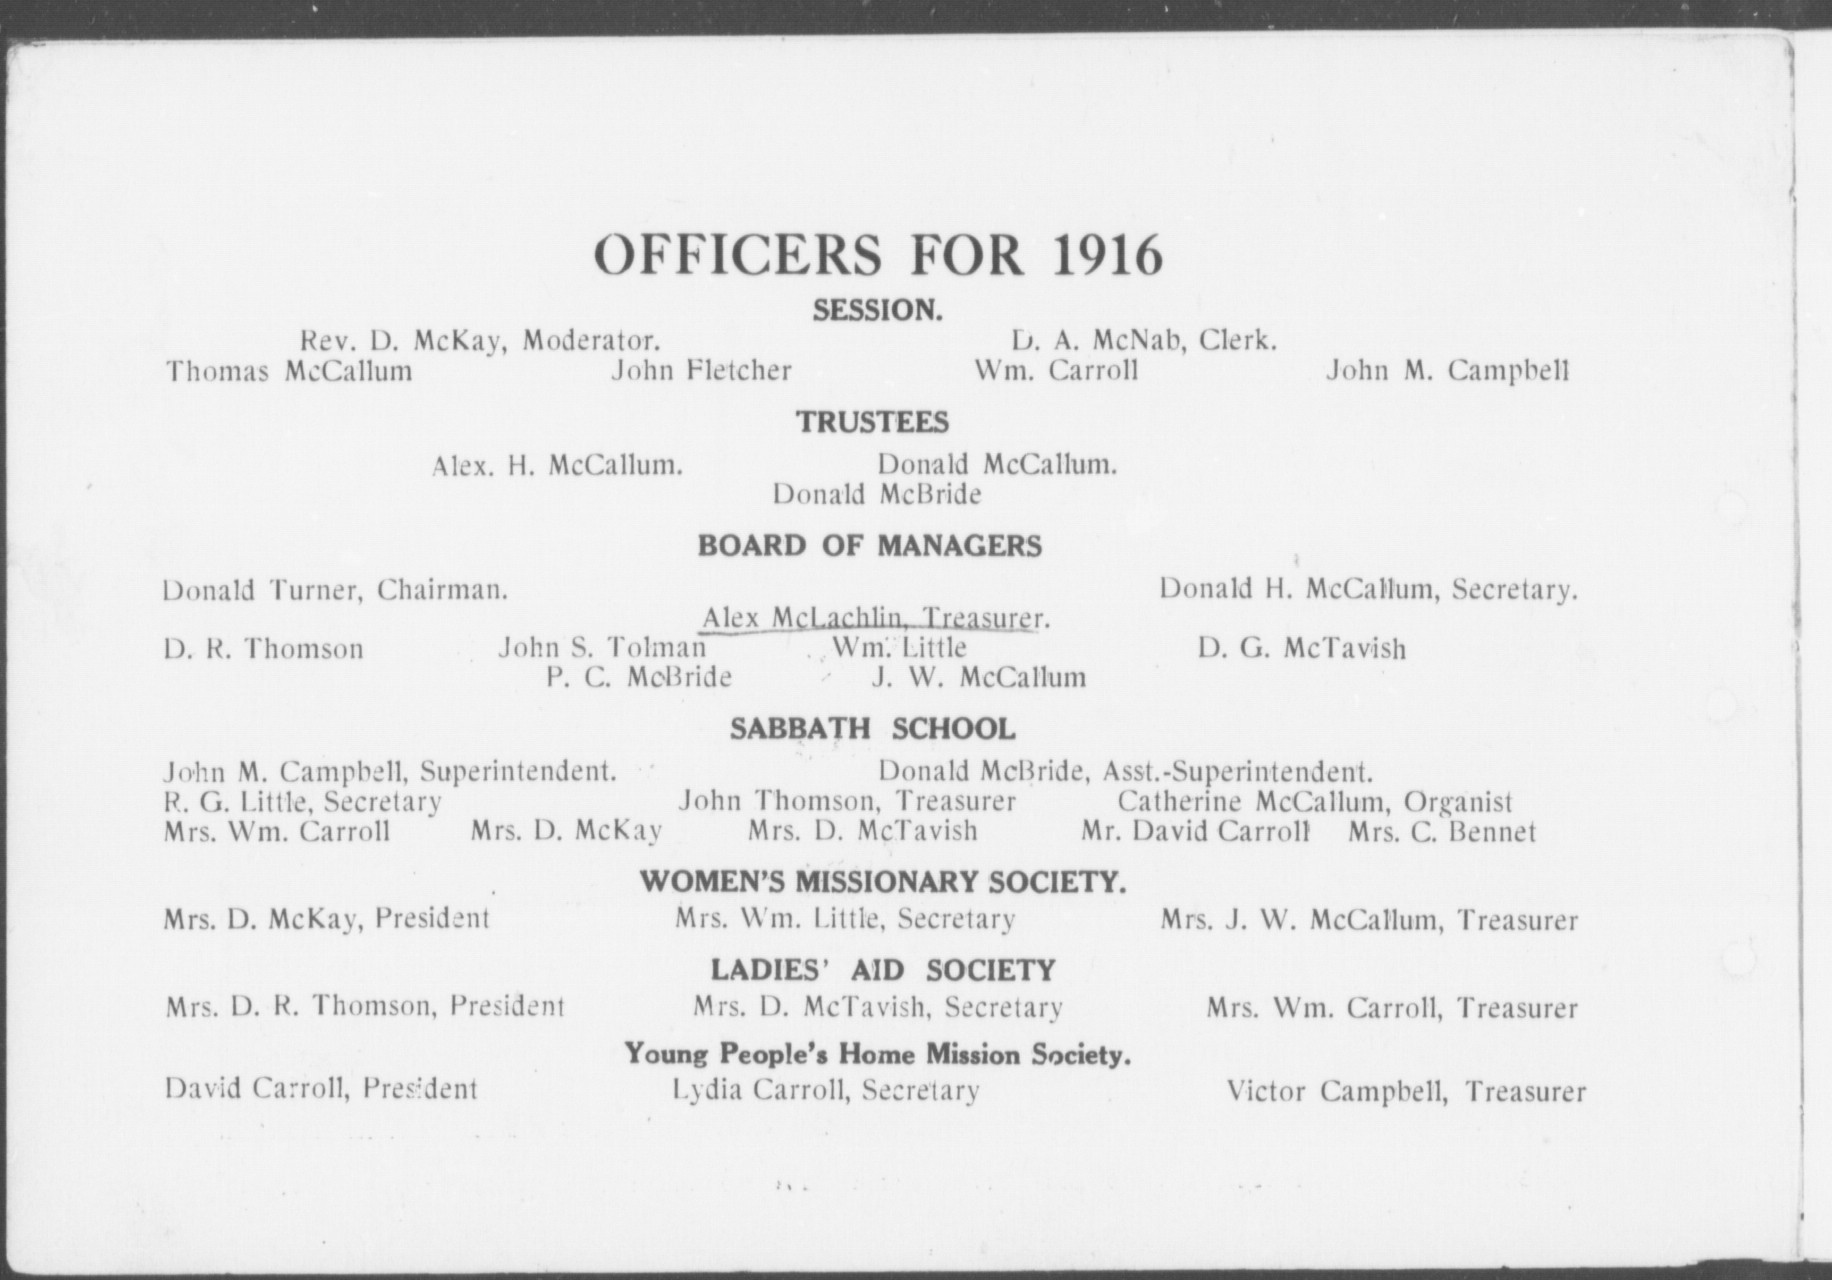 OFFICERS FOR 1916
SESSION.
Rev. D. McKay, Moderator. D. A. McNab, Clerk.
Thomas McCallum John Fletcher Wm. Carroll John M. Campbell
TRUSTEES
Alex. H. McCallum. Donald McCallum.
Donald McBride
BOARD OF MANAGERS
Donald Turner, Chairman. Donald H. McCallum, Secretary.
Alex McLachlin, Treasurer.
D. R. Thomson John S. Tolman Wm. Little D. G. McTavish
P. C. McBride J. W. McCallum
SABBATH SCHOOL
John M. Campbell, Superintendent. Donald McBride, Asst.-Superintendent.
R. G. Little, Secretary John Thomson, Treasurer Catherine McCallum, Organist
Mrs. Wm. Carroll Mrs. D. McKay Mrs. D. McTavish Mr. David Carroll Mrs. C. Bennet
WOMEN'S MISSIONARY SOCIETY.
Mrs. D. McKay, President Mrs. Wm. Little, Secretary Mrs. J. W. McCallum, Treasurer
LADIES' AID SOCIETY
Mrs. D. R. Thomson, President Mrs. D. McTavish, Secretary Mrs. Wm. Carroll, Treasurer
Young People's Home Mission Society.
David Carroll, President Lydia Carroll, Secretary Victor Campbell, Treasurer